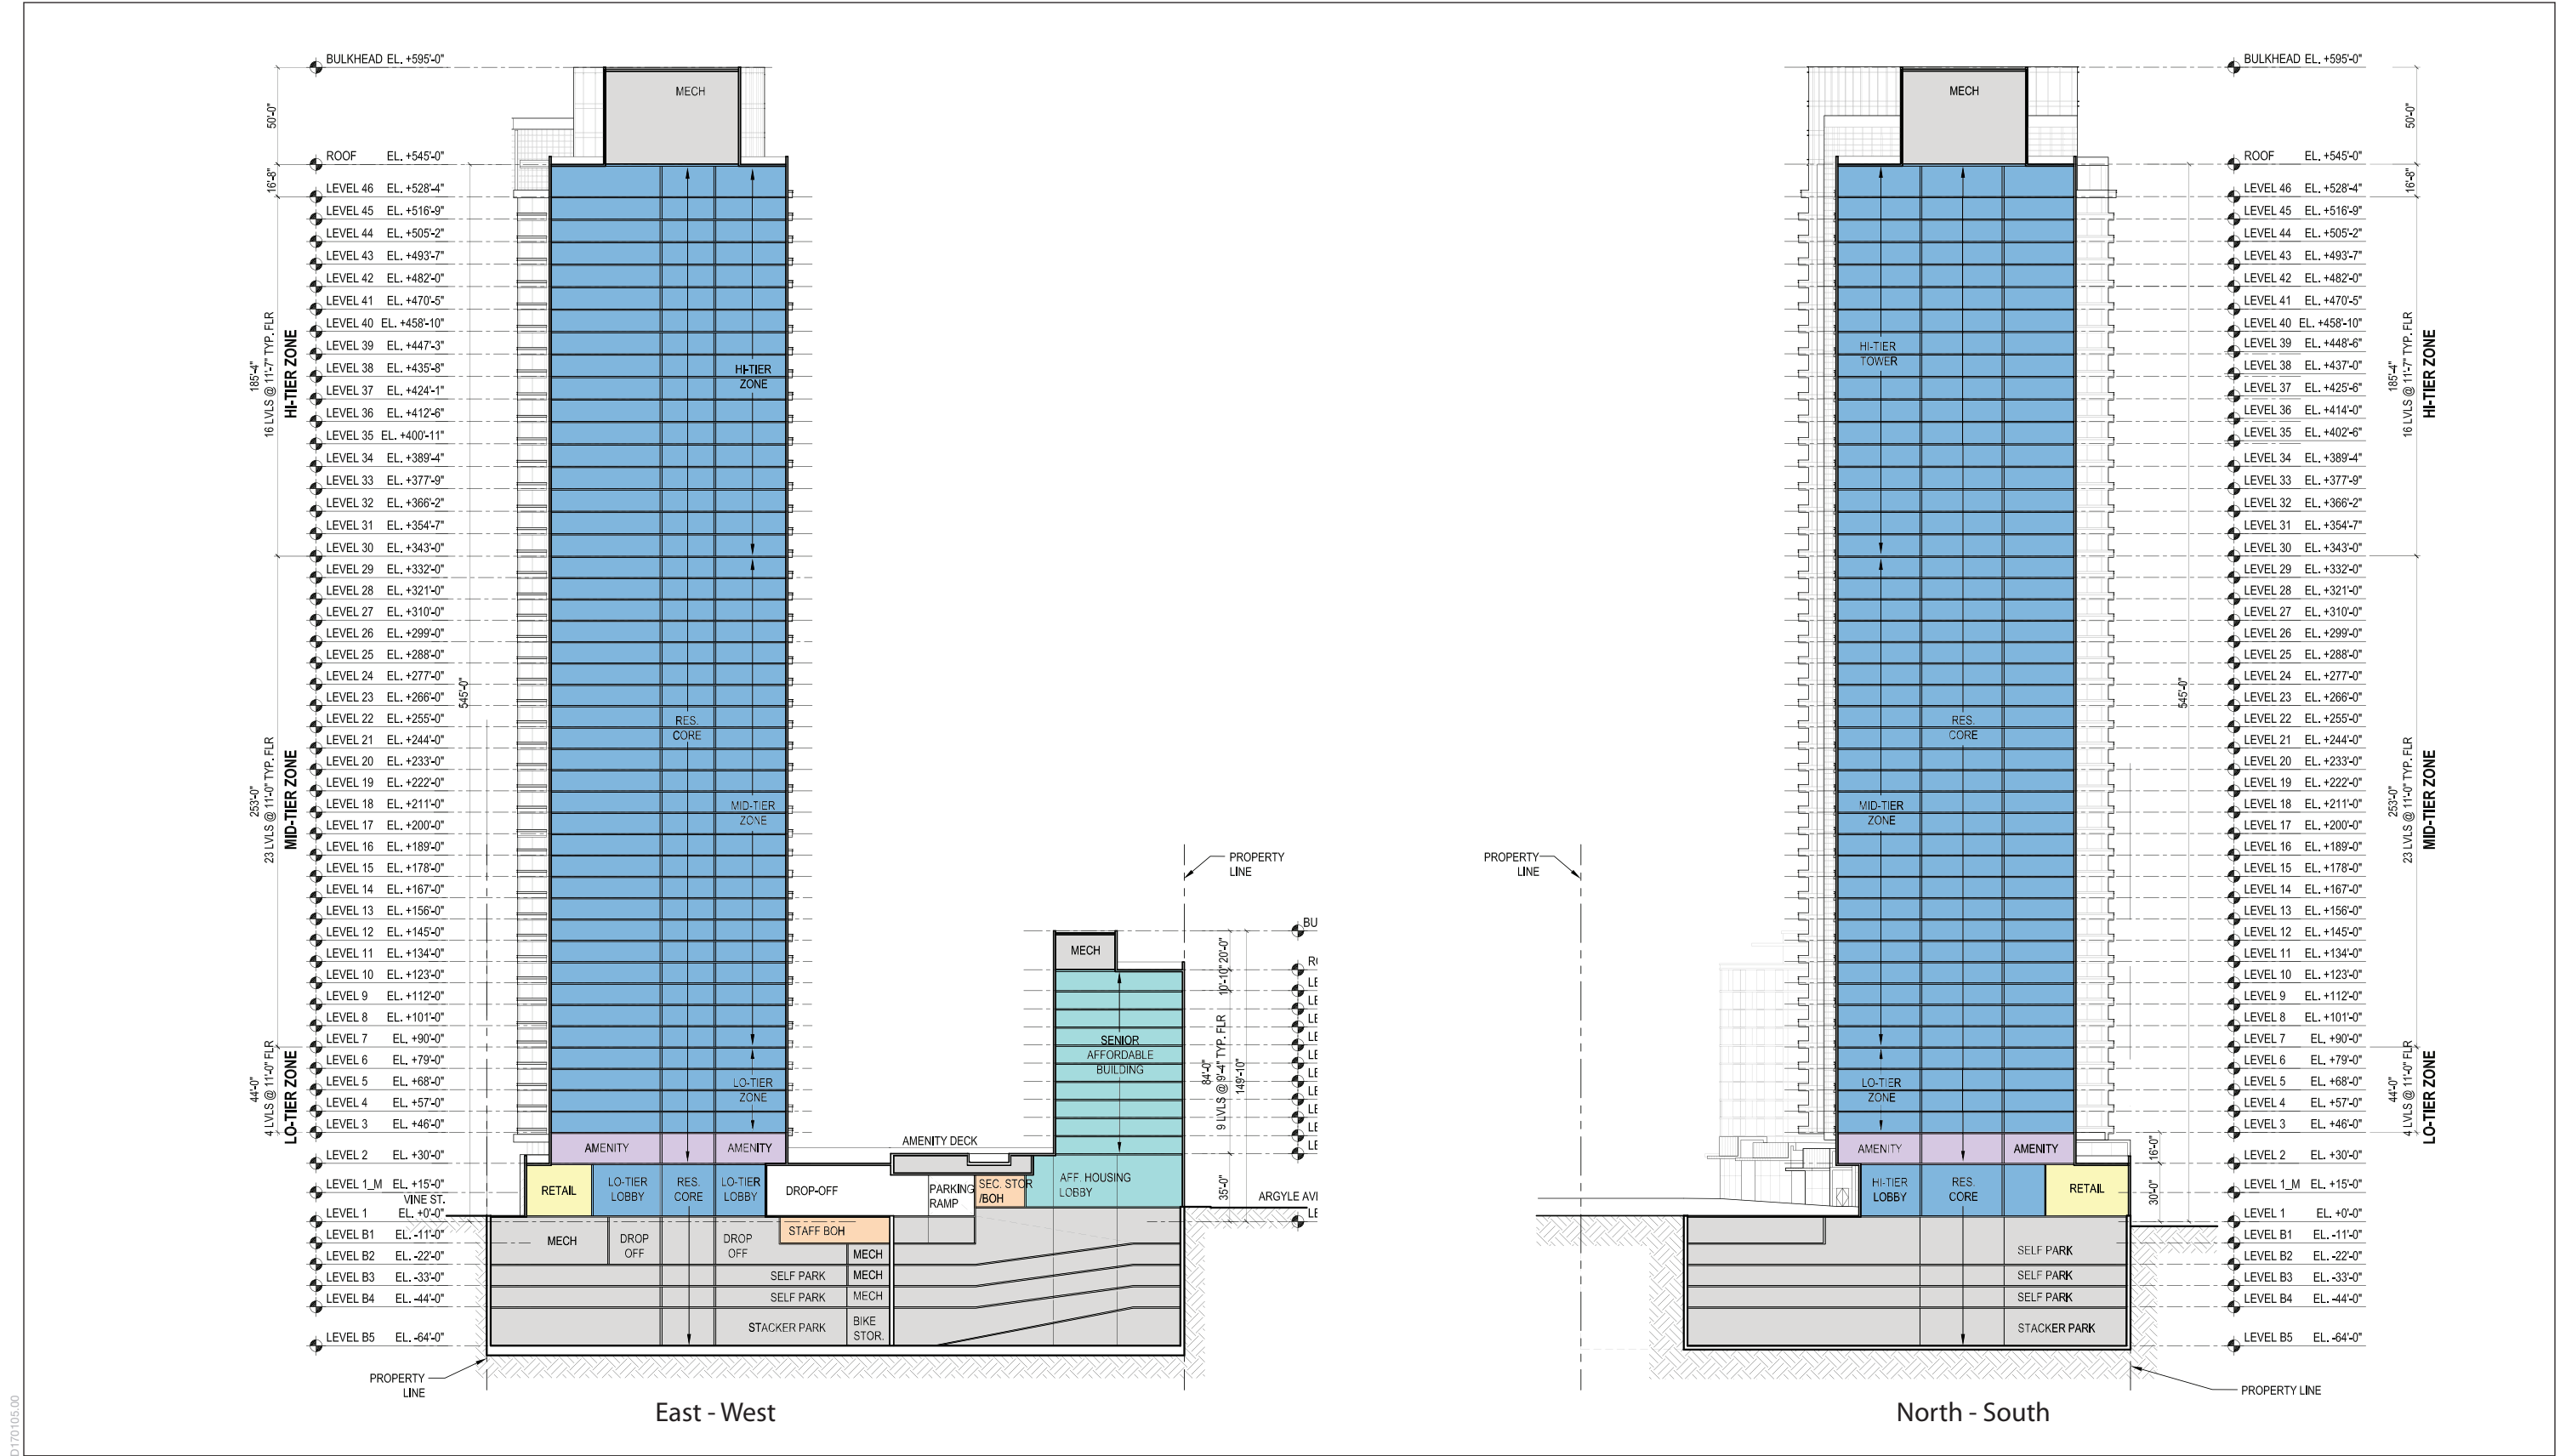 BULKHEAD EL. +595'-0"
ROOF EL. +545'-0"
LEVEL 46 EL. +528'-4"
LEVEL 45 EL. +516'-9"
LEVEL 44 EL. +505'-2"
LEVEL 43 EL. +493'-7"
LEVEL 42 EL. +482'-0"
LEVEL 41 EL. +470'-5"
LEVEL 40 EL. +458'-10"
LEVEL 39 EL. +447'-3"
LEVEL 38 EL. +435'-8"
LEVEL 37 EL. +424'-1"
LEVEL 36 EL. +412'-6"
LEVEL 35 EL. +400'-11"
LEVEL 34 EL. +389'-4"
LEVEL 33 EL. +377'-9"
LEVEL 32 EL. +366'-2"
LEVEL 31 EL. +354'-7"
LEVEL 30 EL. +343'-0"
LEVEL 29 EL. +332'-0"
LEVEL 28 EL. +321'-0"
LEVEL 27 EL. +310'-0"
LEVEL 26 EL. +299'-0"
LEVEL 25 EL. +288'-0"
LEVEL 24 EL. +277'-0"
LEVEL 23 EL. +266'-0"
LEVEL 22 EL. +255'-0"
LEVEL 21 EL. +244'-0"
LEVEL 20 EL. +233'-0"
LEVEL 19 EL. +222'-0"
LEVEL 18 EL. +211'-0"
LEVEL 17 EL. +200'-0"
LEVEL 16 EL. +189'-0"
LEVEL 15 EL. +178'-0"
LEVEL 14 EL. +167'-0"
LEVEL 13 EL. +156'-0"
LEVEL 12 EL. +145'-0"
LEVEL 11 EL. +134'-0"
LEVEL 10 EL. +123'-0"
LEVEL 9 EL. +112'-0"
LEVEL 8 EL. +101'-0"
LEVEL 7 EL. +90'-0"
LEVEL 6 EL. +79'-0"
LEVEL 5 EL. +68'-0"
LEVEL 4 EL. +57'-0"
LEVEL 3 EL. +46'-0"
LEVEL 2 EL. +30'-0"
LEVEL 1_M EL. +15'-0"
VINE ST.
LEVEL 1 EL. +0'-0"
LEVEL B1 EL. -11'-0"
LEVEL B2 EL. -22'-0"
LEVEL B3 EL. -33'-0"
LEVEL B4 EL. -44'-0"
LEVEL B5 EL. -64'-0"
PROPERTY
LINE
50'-0"
16'-8"
185'-4"
16 LVLS @ 11'-7" TYP. FLR
HI-TIER ZONE
253'-0"
23 LVLS @ 11'-0" TYP. FLR
MID-TIER ZONE
44'-0"
4 LVLS @ 11'-0" FLR
LO-TIER ZONE
545'-0"
MECH
HI-TIER
ZONE
RES.
CORE
MID-TIER
ZONE
LO-TIER
ZONE
AMENITY
AMENITY
RETAIL
LO-TIER
LOBBY
RES.
CORE
LO-TIER
LOBBY
DROP-OFF
AMENITY DECK
PARKING
RAMP
SEC. STOR
/BOH
AFF. HOUSING
LOBBY
MECH
SENIOR
AFFORDABLE
BUILDING
MECH
DROP
OFF
DROP
OFF
STAFF BOH
MECH
SELF PARK
MECH
SELF PARK
MECH
STACKER PARK
BIKE
STOR.
PROPERTY
LINE
20'-0"
10'-10"
84'-0"
9 LVLS @ 9'-4" TYP. FLR
149'-10"
35'-0"
BU
RO
LE
LE
LE
LE
LE
LE
LE
LE
LE
LE
ARGYLE AVE
LE
East - West
PROPERTY
LINE
MECH
HI-TIER
TOWER
RES.
CORE
MID-TIER
ZONE
LO-TIER
ZONE
AMENITY
AMENITY
HI-TIER
LOBBY
RES.
CORE
RETAIL
SELF PARK
SELF PARK
SELF PARK
STACKER PARK
545'-0"
16'-0"
30'-0"
BULKHEAD EL. +595'-0"
ROOF EL. +545'-0"
LEVEL 46 EL. +528'-4"
LEVEL 45 EL. +516'-9"
LEVEL 44 EL. +505'-2"
LEVEL 43 EL. +493'-7"
LEVEL 42 EL. +482'-0"
LEVEL 41 EL. +470'-5"
LEVEL 40 EL. +458'-10"
LEVEL 39 EL. +448'-6"
LEVEL 38 EL. +437'-0"
LEVEL 37 EL. +425'-6"
LEVEL 36 EL. +414'-0"
LEVEL 35 EL. +402'-6"
LEVEL 34 EL. +389'-4"
LEVEL 33 EL. +377'-9"
LEVEL 32 EL. +366'-2"
LEVEL 31 EL. +354'-7"
LEVEL 30 EL. +343'-0"
LEVEL 29 EL. +332'-0"
LEVEL 28 EL. +321'-0"
LEVEL 27 EL. +310'-0"
LEVEL 26 EL. +299'-0"
LEVEL 25 EL. +288'-0"
LEVEL 24 EL. +277'-0"
LEVEL 23 EL. +266'-0"
LEVEL 22 EL. +255'-0"
LEVEL 21 EL. +244'-0"
LEVEL 20 EL. +233'-0"
LEVEL 19 EL. +222'-0"
LEVEL 18 EL. +211'-0"
LEVEL 17 EL. +200'-0"
LEVEL 16 EL. +189'-0"
LEVEL 15 EL. +178'-0"
LEVEL 14 EL. +167'-0"
LEVEL 13 EL. +156'-0"
LEVEL 12 EL. +145'-0"
LEVEL 11 EL. +134'-0"
LEVEL 10 EL. +123'-0"
LEVEL 9 EL. +112'-0"
LEVEL 8 EL. +101'-0"
LEVEL 7 EL. +90'-0"
LEVEL 6 EL. +79'-0"
LEVEL 5 EL. +68'-0"
LEVEL 4 EL. +57'-0"
LEVEL 3 EL. +46'-0"
LEVEL 2 EL. +30'-0"
LEVEL 1_M EL. +15'-0"
LEVEL 1 EL. +0'-0"
LEVEL B1 EL. -11'-0"
LEVEL B2 EL. -22'-0"
LEVEL B3 EL. -33'-0"
LEVEL B4 EL. -44'-0"
LEVEL B5 EL. -64'-0"
PROPERTY LINE
50'-0"
16'-8"
185'-4"
16 LVLS @ 11'-7" TYP. FLR
HI-TIER ZONE
253'-0"
23 LVLS @ 11'-0" TYP. FLR
MID-TIER ZONE
44'-0"
4 LVLS @ 11'-0" FLR
LO-TIER ZONE
North - South
D170105.00